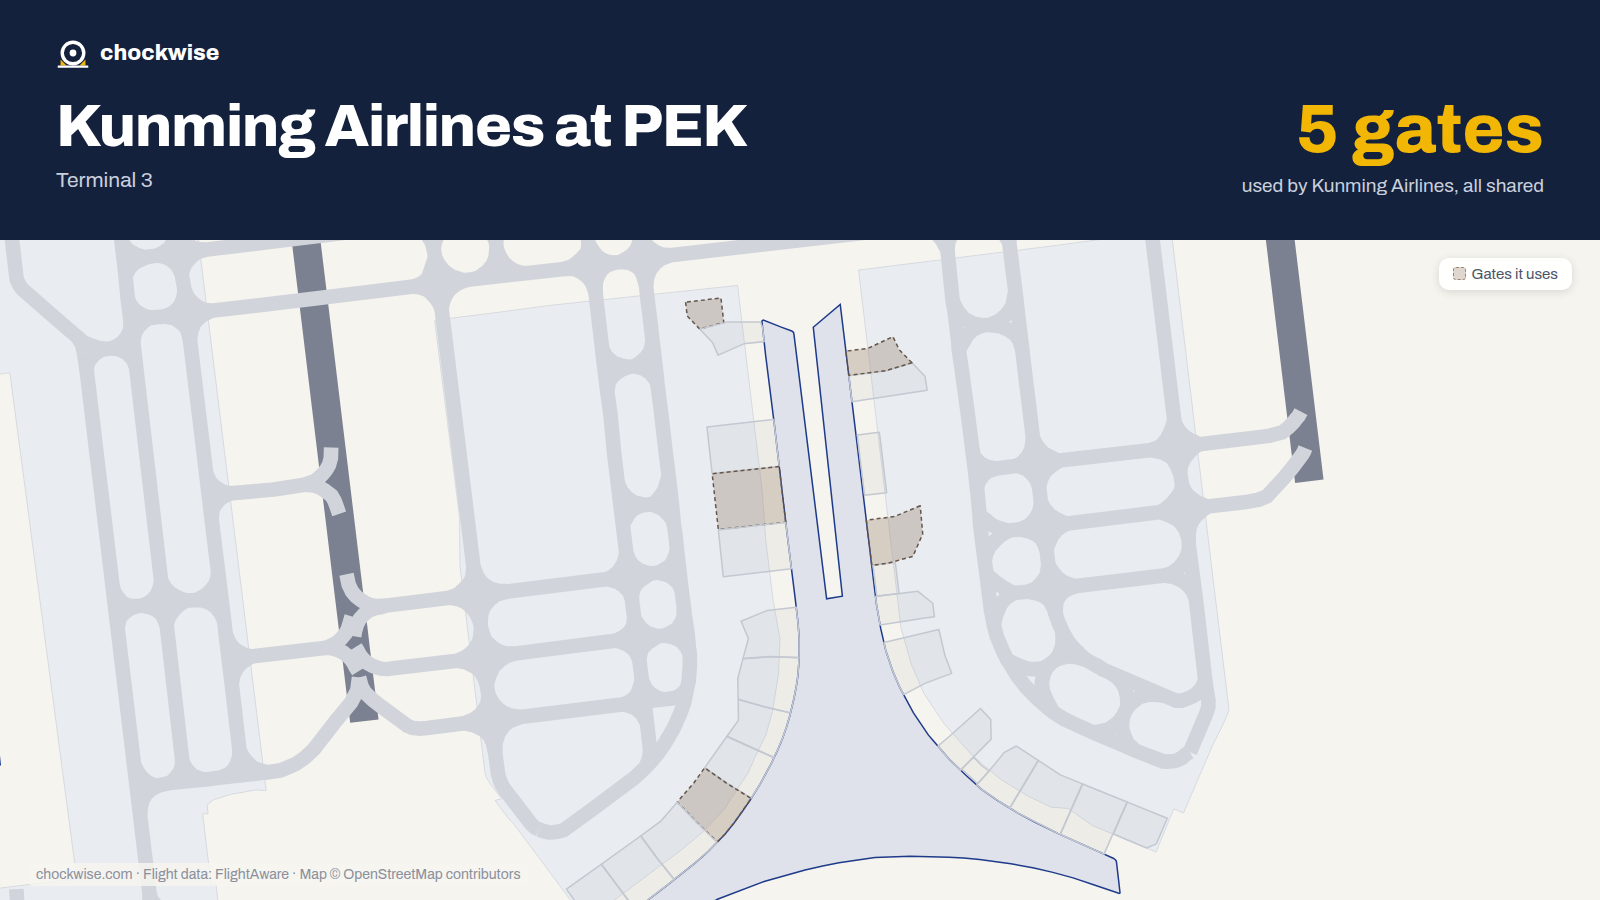 chockwise
Kunming Airlines at PEK
Terminal 3
5 gates
used by Kunming Airlines, all shared
Gates it uses
chockwise.com · Flight data: FlightAware · Map © OpenStreetMap contributors